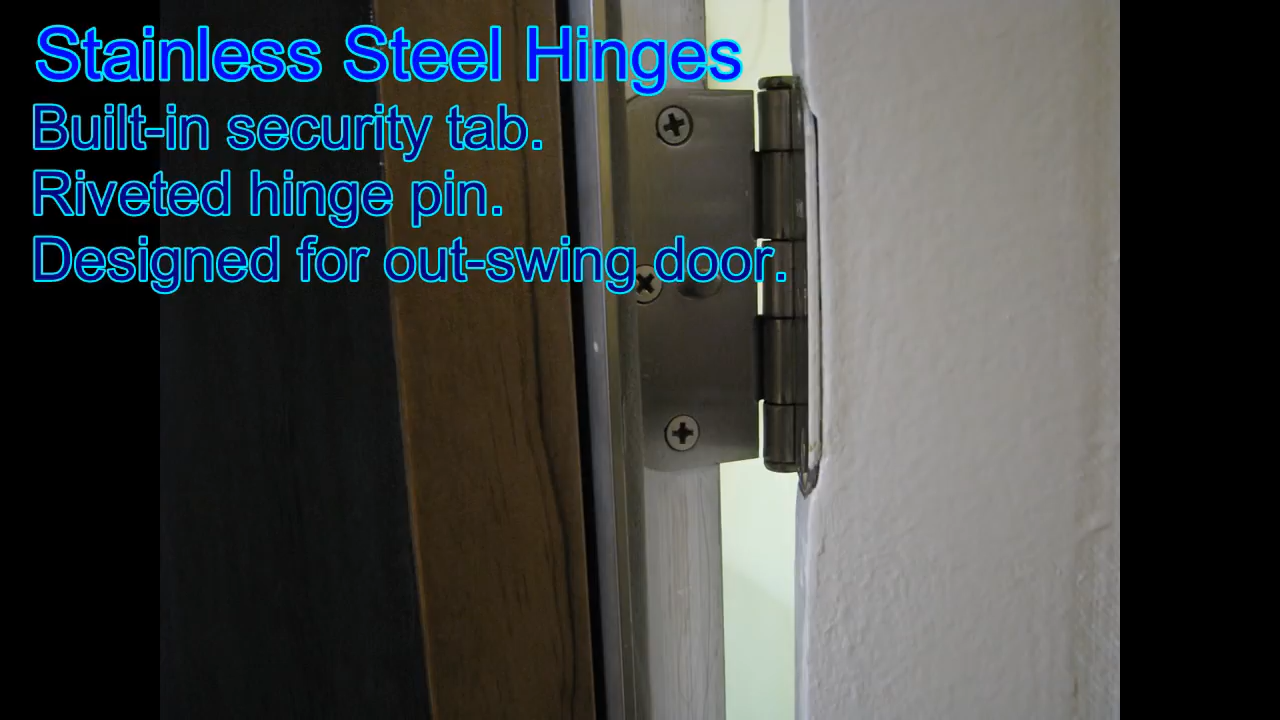 Stainless Steel Hinges
Built-in security tab.
Riveted hinge pin.
Designed for out-swing door.